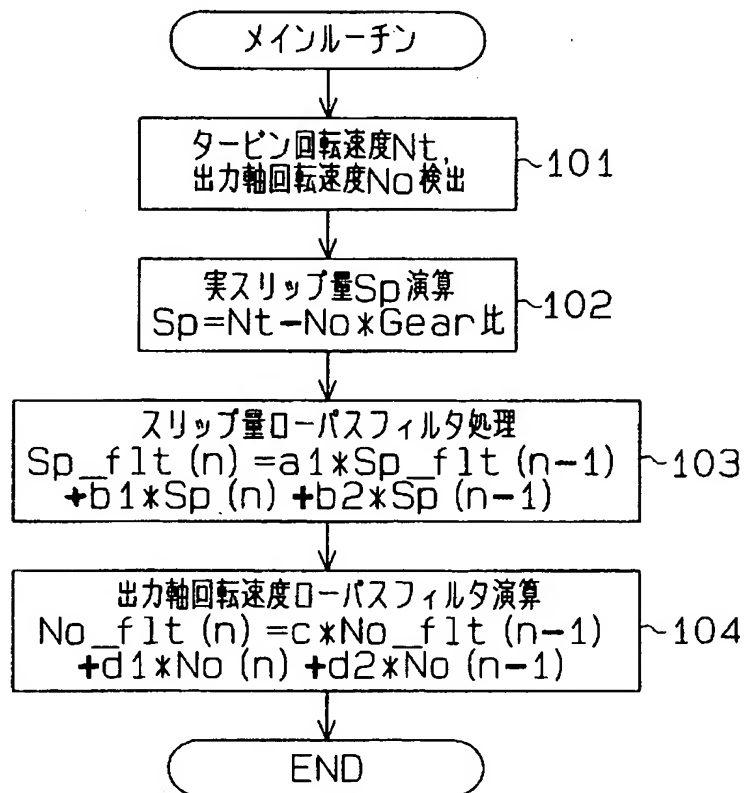 メインルーチン
タービン回転速度Nt,
出力軸回転速度No検出
101
実スリップ量Sp演算
Sp=Nt-No*Gear比
102
スリップ量ローパスフィルタ処理
Sp_flt(n)=a1*Sp_flt(n-1)
+b1*Sp(n)+b2*Sp(n-1)
103
出力軸回転速度ローパスフィルタ演算
No_flt(n)=c*No_flt(n-1)
+d1*No(n)+d2*No(n-1)
104
END